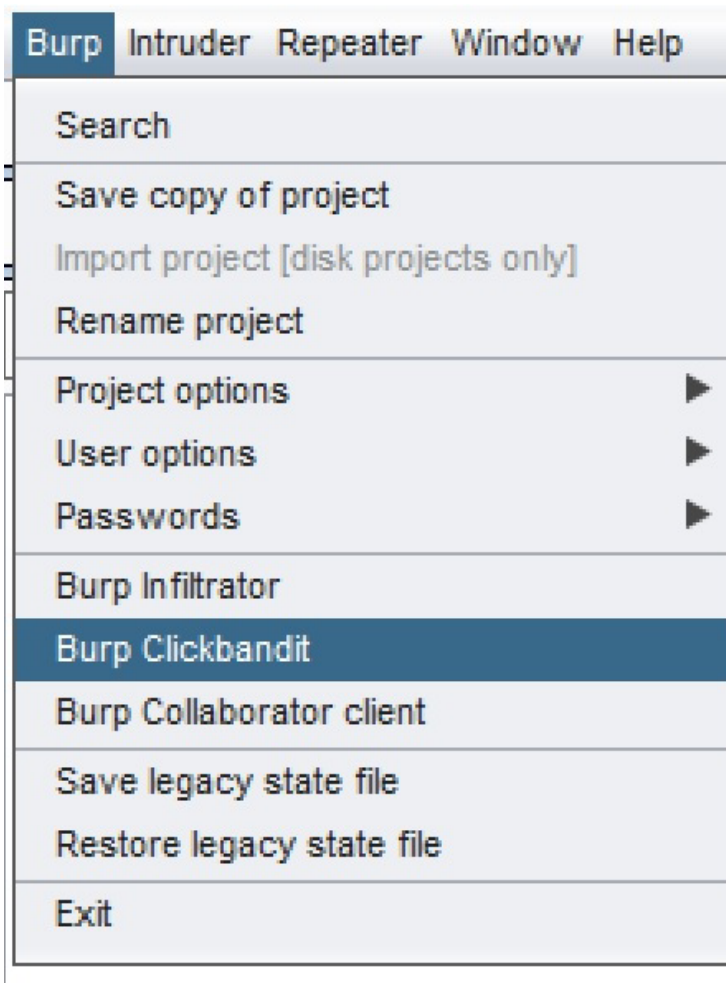 Burp Intruder Repeater Window Help
Search
Save copy of project
Import project [disk projects only]
Rename project
Project options
User options
Passwords
Burp Infiltrator
Burp Clickbandit
Burp Collaborator client
Save legacy state file
Restore legacy state file
Exit